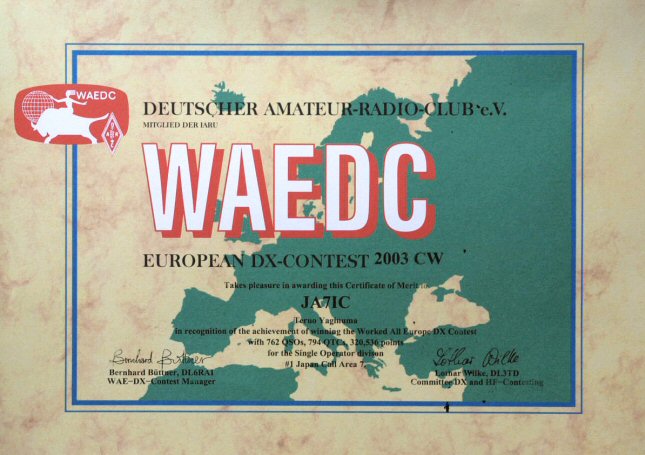 WAEDC
DEUTSCHER AMATEUR-RADIO-CLUB e.V.
MITGLIED DER IARU
WAEDC
EUROPEAN DX-CONTEST 2003 CW
Takes pleasure in awarding this Certificate of Merit to
JA7IC
Terno Yaginuma
in recognition of the achievement of winning the Worked All Europe DX Contest
with 762 QSOs, 794 QTCs, 320,536 points
for the Single Operator divison
#1 Japan Call Area 7.
Bernhard Büttner
Lothar Wilke
Bernhard Büttner, DL6RAI
Lothar Wilke, DL3TD
WAE-DX-Contest Manager
Committee DX and HF-Contesting